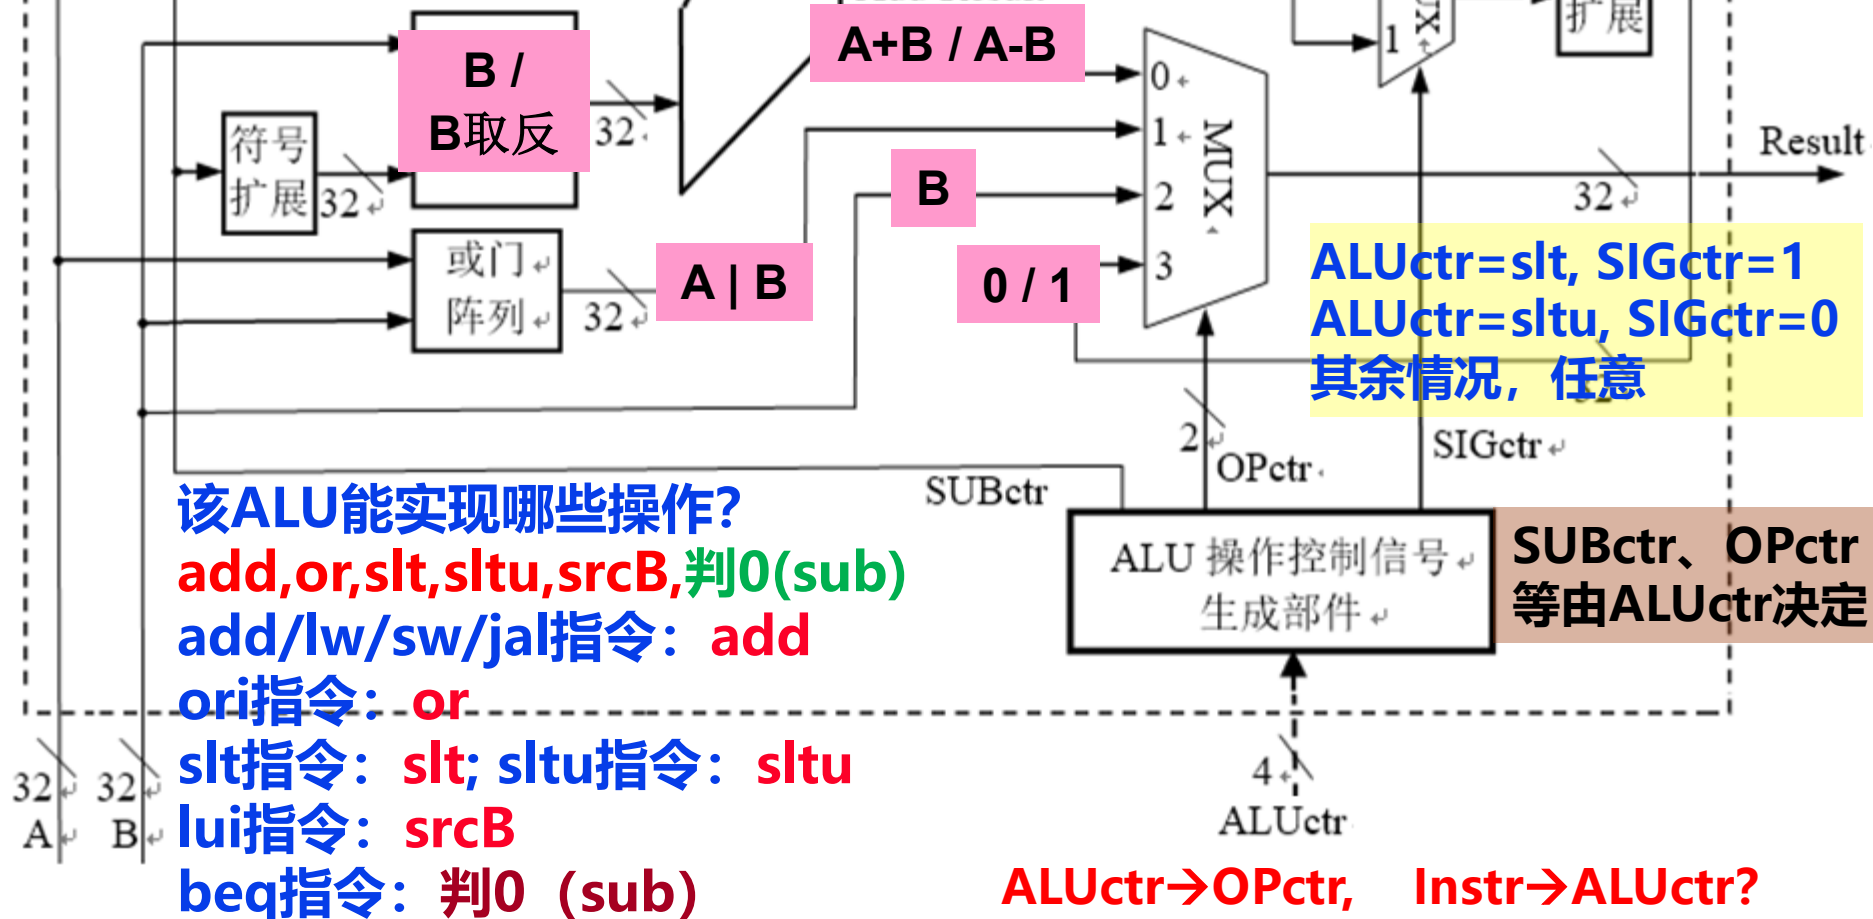 扩展
MUX
1
B /
B取反
32
A+B / A-B
0
1
2
3
MUX
Result
32
符号
扩展
32
B
或门
阵列
32
A | B
0 / 1
ALUctr=slt, SIGctr=1
ALUctr=sltu, SIGctr=0
其余情况，任意
32
2
OPctr
SIGctr
SUBctr
该ALU能实现哪些操作？
add,or,slt,sltu,srcB,判0(sub)
add/lw/sw/jal指令：add
ori指令：or
slt指令：slt; sltu指令：sltu
lui指令：srcB
beq指令：判0（sub）
ALU 操作控制信号
生成部件
SUBctr、OPctr
等由ALUctr决定
32
A
32
B
4
ALUctr
ALUctr→OPctr, Instr→ALUctr?